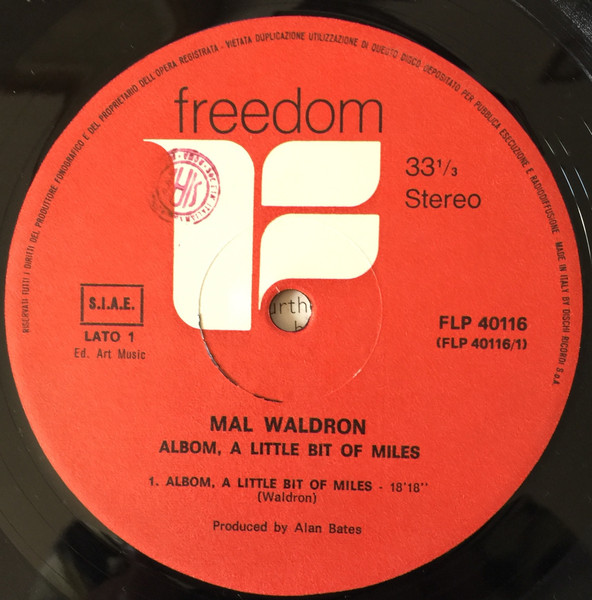 RISERVATI TUTTI I DIRITTI DEL PRODUTTORE FONOGRAFICO E DEL PROPRIETARIO DELL'OPERA REGISTRATA - VIETATA DUPLICAZIONE UTILIZZAZIONE DI QUESTO DISCO DEPOSITATO PER PUBBLICA ESECUZIONE E RADIODIFFUSIONE. MADE IN ITALY BY DISCHI RICORDI S.p.A.
freedom
33 1/3
Stereo
S.I.A.E.
LATO 1
Ed. Art Music
FLP 40116
(FLP 40116/1)
MAL WALDRON
ALBOM, A LITTLE BIT OF MILES
1. ALBOM, A LITTLE BIT OF MILES - 18'18''
(Waldron)
Produced by Alan Bates